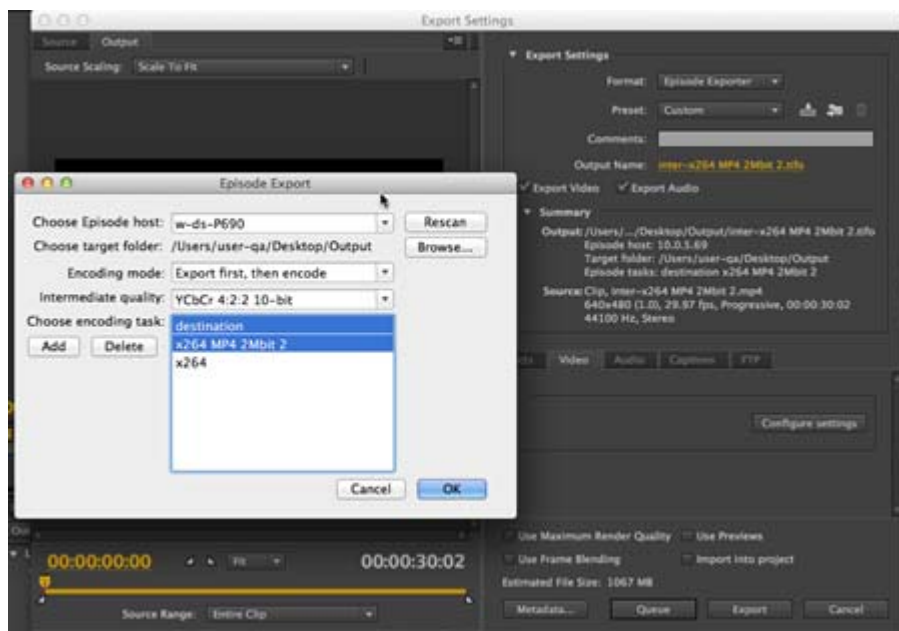 Export Settings
Source Output
Source Scaling: Scale To Fit
Export Settings
Format: Episode Exporter
Preset: Custom
Comments:
Output Name: inter-x264 MP4 2Mbit 2.tifo
Export Video Export Audio
Summary
Output: /Users/.../Desktop/Output/inter-x264 MP4 2Mbit 2.tifo
Episode host: 10.0.5.69
Target folder: /Users/user-qa/Desktop/Output
Episode tasks: destination x264 MP4 2Mbit 2
Source: Clip, inter-x264 MP4 2Mbit 2.mp4
640x480 (1.0), 29.97 fps, Progressive, 00:00:30:02
44100 Hz, Stereo
Video Audio Captions FTP
Configure settings
Episode Export
Choose Episode host: w-ds-P690 Rescan
Choose target folder: /Users/user-qa/Desktop/Output Browse...
Encoding mode: Export first, then encode
Intermediate quality: YCbCr 4:2:2 10-bit
Choose encoding task: destination
Add Delete x264 MP4 2Mbit 2
x264
Cancel OK
Use Maximum Render Quality Use Previews
Use Frame Blending Import into project
Estimated File Size: 1067 MB
Metadata... Queue Export Cancel
00:00:00:00 Fit 00:00:30:02
Source Range: Entire Clip